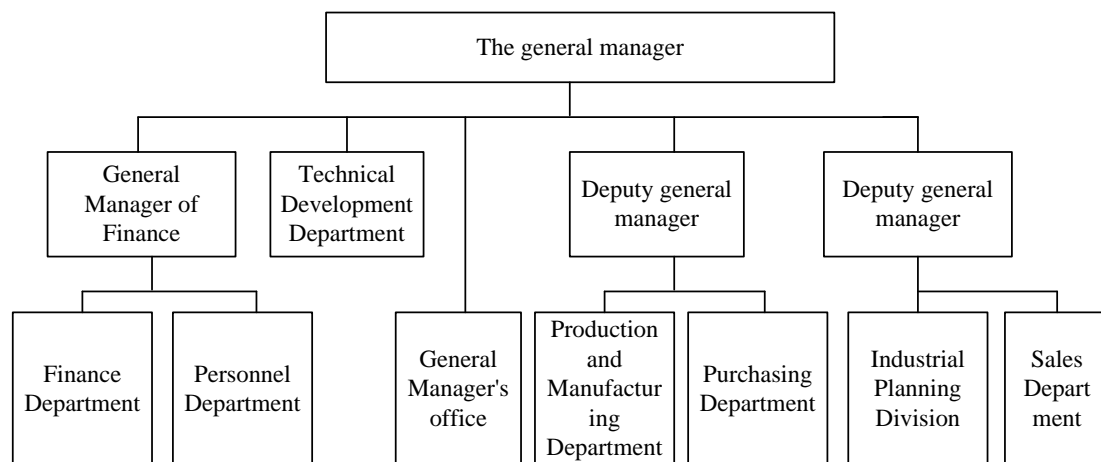 The general manager
General
Manager of
Finance
Technical
Development
Department
Deputy general
manager
Deputy general
manager
Finance
Department
Personnel
Department
General
Manager's
office
Production
and
Manufactur
ing
Department
Purchasing
Department
Industrial
Planning
Division
Sales
Depart
ment